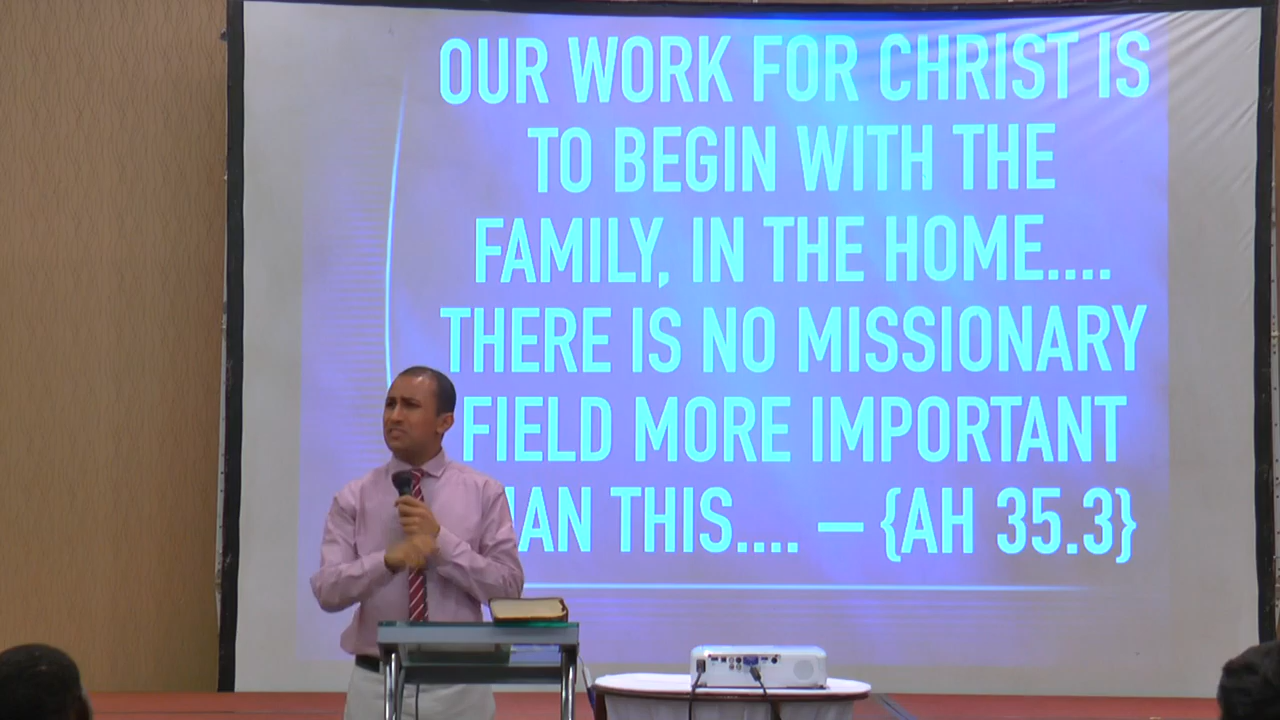 OUR WORK FOR CHRIST IS
TO BEGIN WITH THE
FAMILY, IN THE HOME....
THERE IS NO MISSIONARY
FIELD MORE IMPORTANT
THIS.... – {AH 35.3}